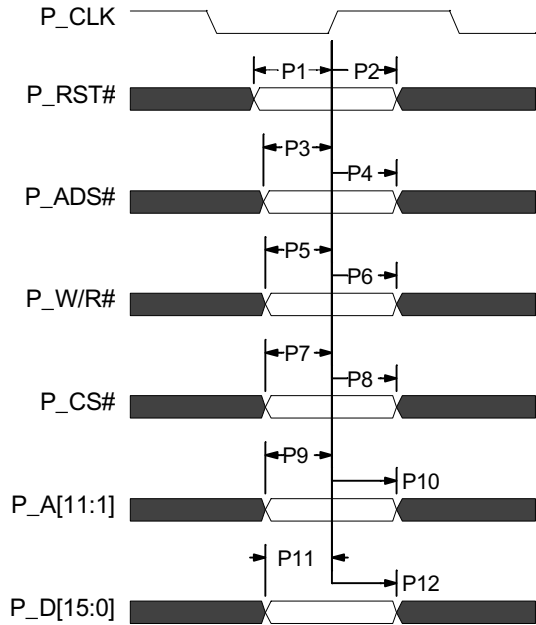 P_CLK
P1 P2
P_RST#
P3
P4
P_ADS#
P5
P6
P_W/R#
P7
P8
P_CS#
P9
P10
P_A[11:1]
P11
P12
P_D[15:0]